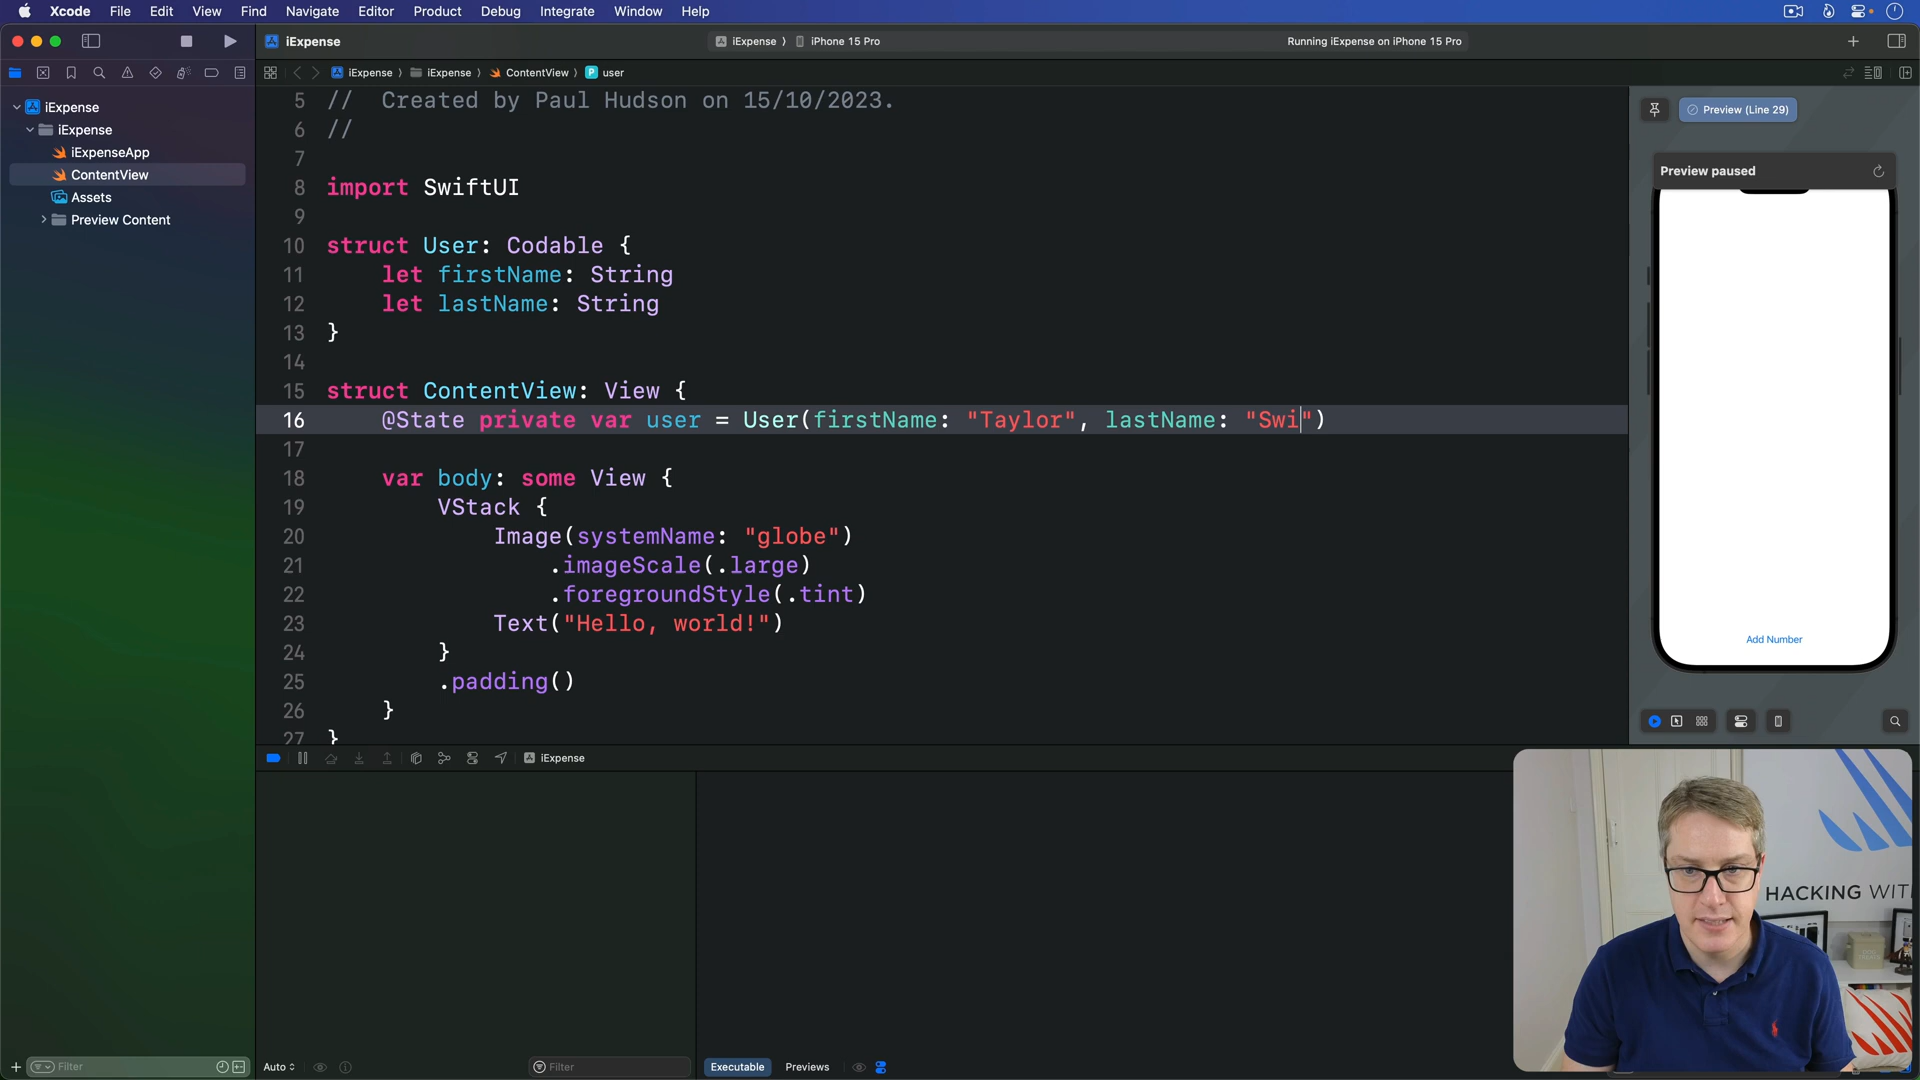 Xcode File Edit View Find Navigate Editor Product Debug Integrate Window Help
iExpense
iExpense 〉 iPhone 15 Pro
Running iExpense on iPhone 15 Pro
iExpense 〉 iExpense 〉 ContentView 〉 P user
iExpense
iExpense
iExpenseApp
ContentView
Assets
Preview Content
5 //  Created by Paul Hudson on 15/10/2023.
6 //
7
8 import SwiftUI
9
10 struct User: Codable {
11     let firstName: String
12     let lastName: String
13 }
14
15 struct ContentView: View {
16     @State private var user = User(firstName: "Taylor", lastName: "Swi")
17
18     var body: some View {
19         VStack {
20             Image(systemName: "globe")
21                 .imageScale(.large)
22                 .foregroundStyle(.tint)
23             Text("Hello, world!")
24         }
25         .padding()
26     }
27 }
Preview (Line 29)
Preview paused
Add Number
iExpense
HACKING WIT
Filter
Auto
Filter
Executable
Previews